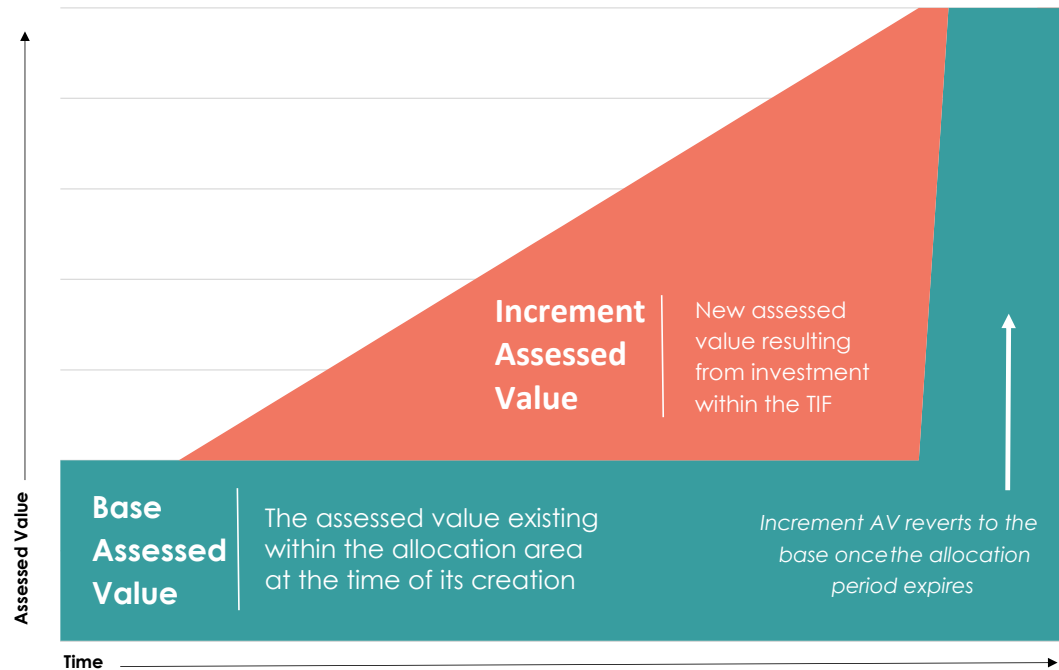 Assessed Value
Increment
Assessed
Value
New assessed
value resulting
from investment
within the TIF
Base
Assessed
Value
The assessed value existing
within the allocation area
at the time of its creation
Increment AV reverts to the
base once the allocation
period expires
Time